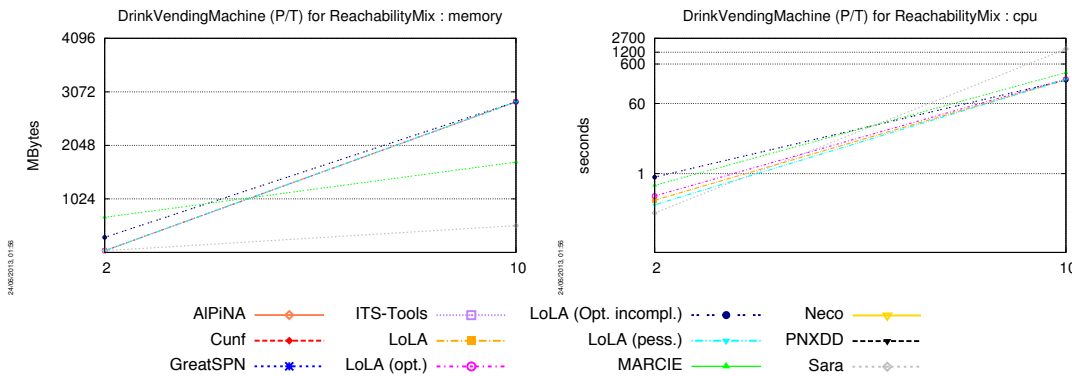 DrinkVendingMachine (P/T) for ReachabilityMix : memory
4096
3072
2048
1024
MBytes
2
10
24/06/2013, 01:56
DrinkVendingMachine (P/T) for ReachabilityMix : cpu
2700
1200
600
60
1
seconds
2
10
24/06/2013, 01:56
AlPiNA
Cunf
GreatSPN
ITS-Tools
LoLA
LoLA (opt.)
LoLA (Opt. incompl.)
LoLA (pess.)
MARCIE
Neco
PNXDD
Sara